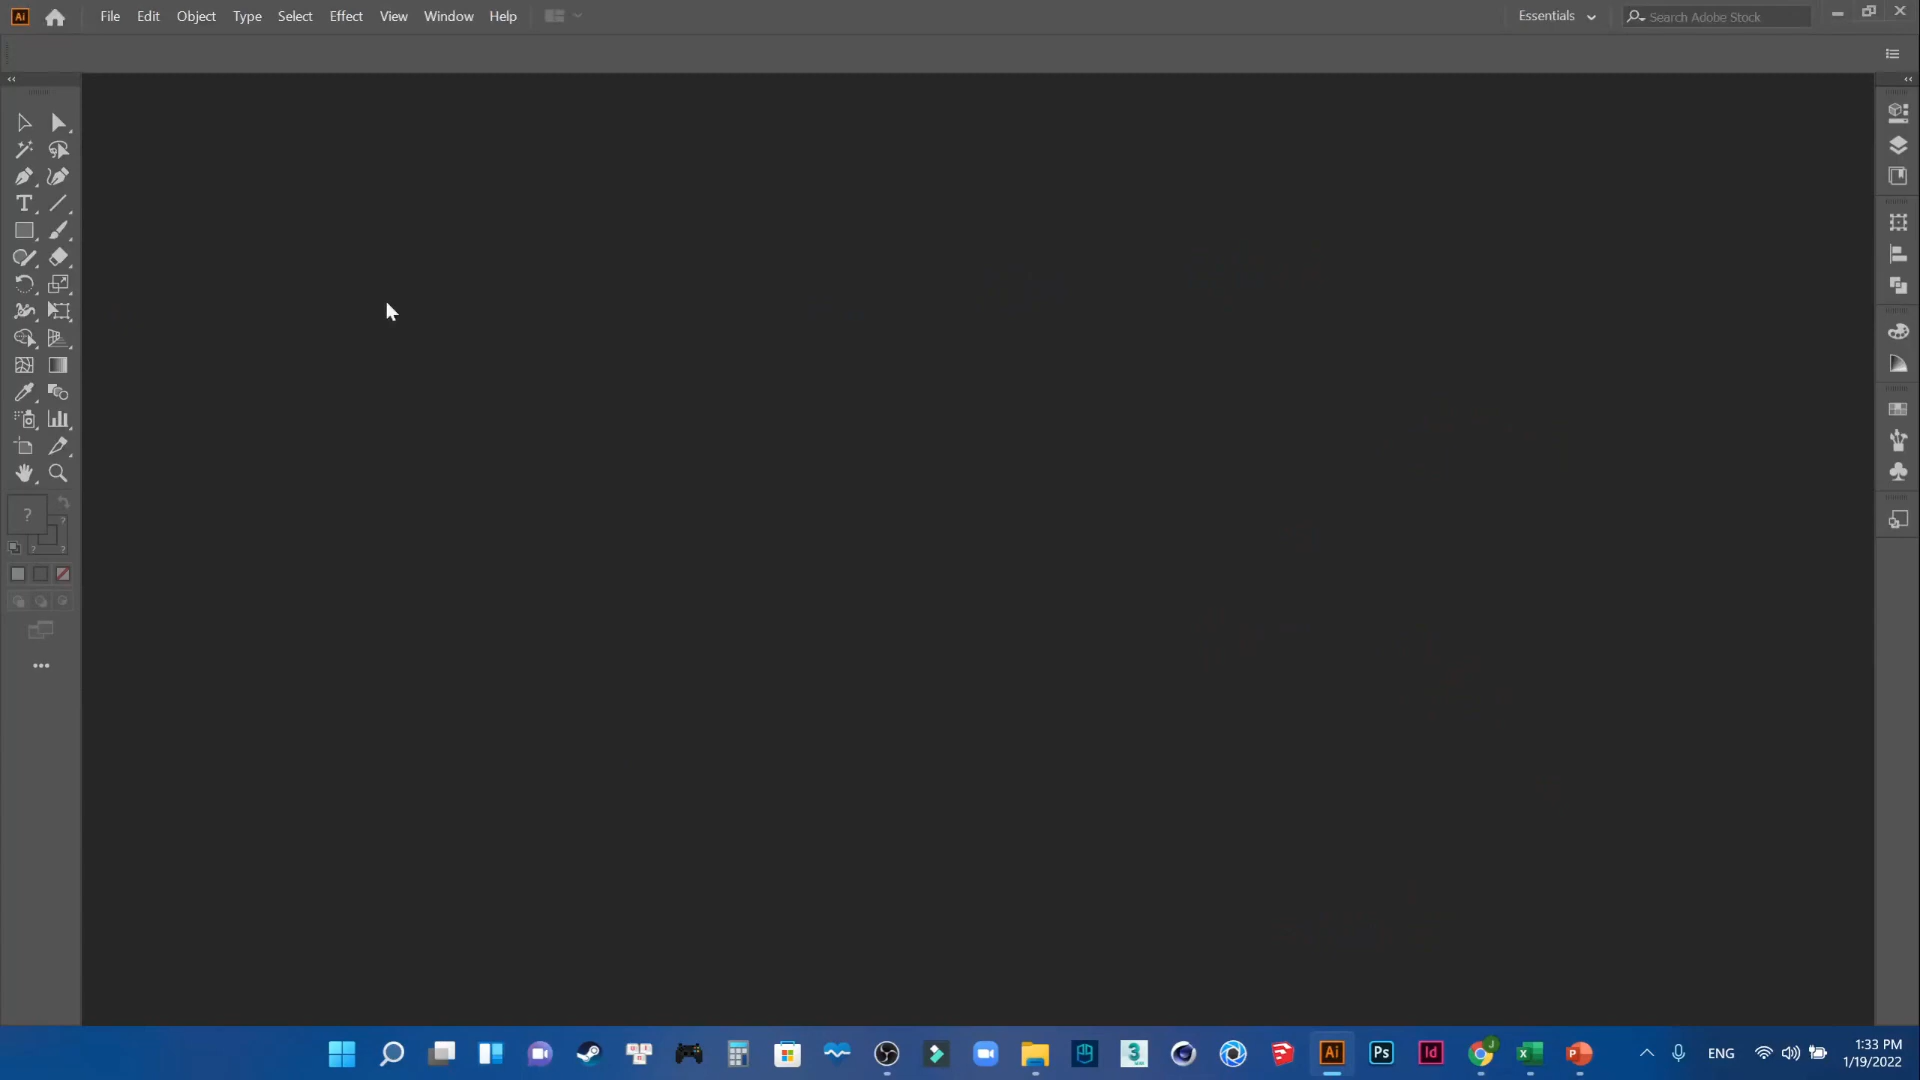 Ai File Edit Object Type Select Effect View Window Help Essentials Search Adobe Stock
T
?
?
? ?
3 Ai Ps Id J X P ENG 1:33 PM
1/19/2022